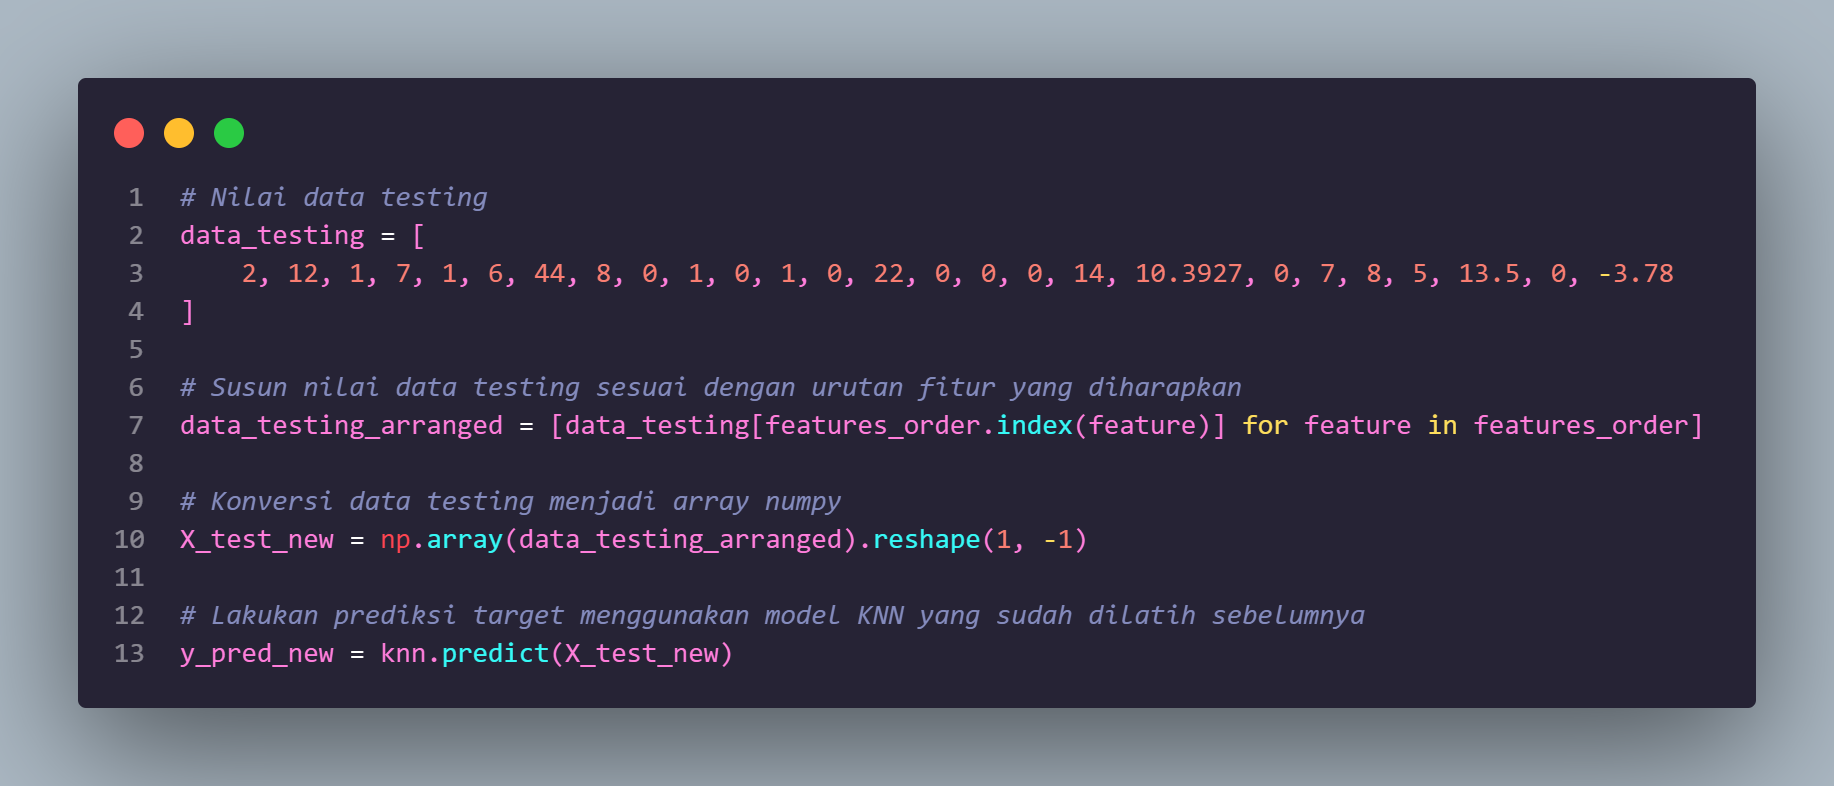 1 # Nilai data testing
2 data_testing = [
3     2, 12, 1, 7, 1, 6, 44, 8, 0, 1, 0, 1, 0, 22, 0, 0, 0, 14, 10.3927, 0, 7, 8, 5, 13.5, 0, -3.78
4 ]
5
6 # Susun nilai data testing sesuai dengan urutan fitur yang diharapkan
7 data_testing_arranged = [data_testing[features_order.index(feature)] for feature in features_order]
8
9 # Konversi data testing menjadi array numpy
10 X_test_new = np.array(data_testing_arranged).reshape(1, -1)
11
12 # Lakukan prediksi target menggunakan model KNN yang sudah dilatih sebelumnya
13 y_pred_new = knn.predict(X_test_new)